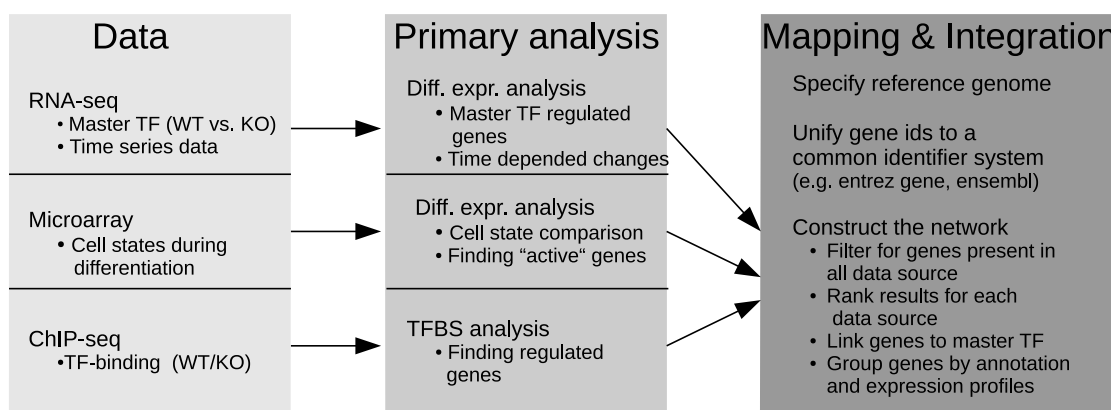 Data
RNA-seq
• Master TF (WT vs. KO)
• Time series data
Microarray
• Cell states during
differentiation
ChIP-seq
•TF-binding (WT/KO)
Primary analysis
Diff. expr. analysis
• Master TF regulated
genes
• Time depended changes
Diff. expr. analysis
• Cell state comparison
• Finding “active“ genes
TFBS analysis
• Finding regulated
genes
Mapping & Integration
Specify reference genome
Unify gene ids to a
common identifier system
(e.g. entrez gene, ensembl)
Construct the network
• Filter for genes present in
all data source
• Rank results for each
data source
• Link genes to master TF
• Group genes by annotation
and expression profiles